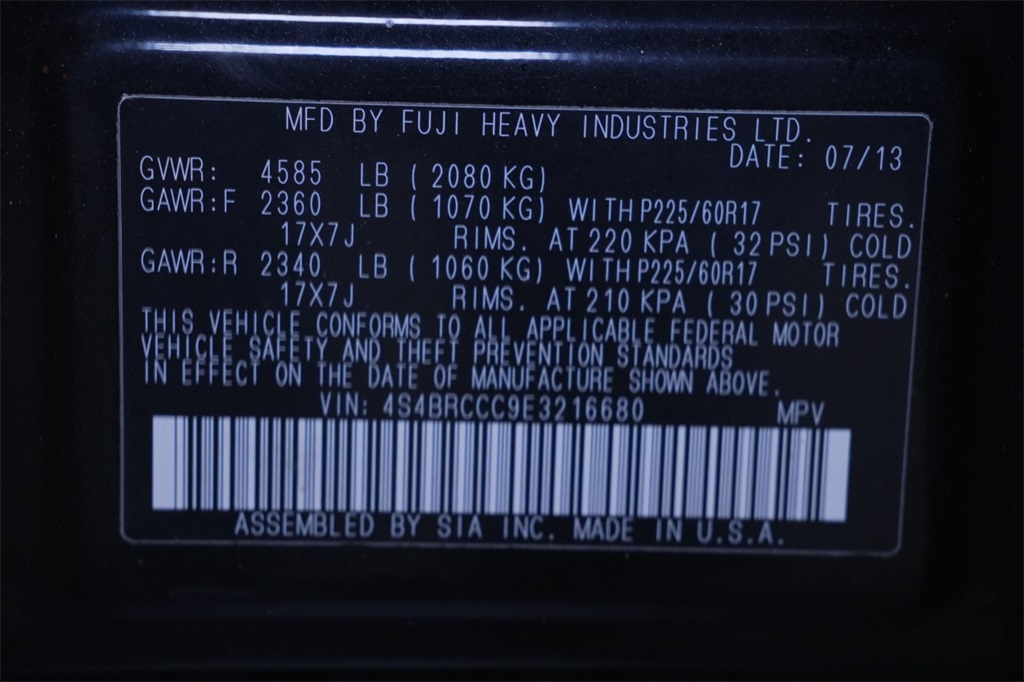 MFD BY FUJI HEAVY INDUSTRIES LTD.
DATE: 07/13
GVWR: 4585 LB ( 2080 KG)
GAWR:F 2360 LB ( 1070 KG) WITH P225/60R17 TIRES.
17X7J RIMS. AT 220 KPA ( 32 PSI) COLD
GAWR:R 2340 LB ( 1060 KG) WITH P225/60R17 TIRES.
17X7J RIMS. AT 210 KPA ( 30 PSI) COLD
THIS VEHICLE CONFORMS TO ALL APPLICABLE FEDERAL MOTOR
VEHICLE SAFETY AND THEFT PREVENTION STANDARDS
IN EFFECT ON THE DATE OF MANUFACTURE SHOWN ABOVE.
VIN: 4S4BRCCC9E3216680 MPV
ASSEMBLED BY SIA INC. MADE IN U.S.A.